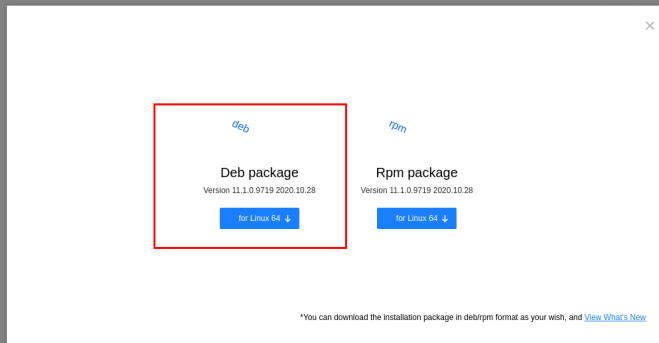 deb
rpm
Deb package
Rpm package
Version 11.1.0.9719 2020.10.28
Version 11.1.0.9719 2020.10.28
for Linux 64
for Linux 64
*You can download the installation package in deb/rpm format as your wish, and View What's New